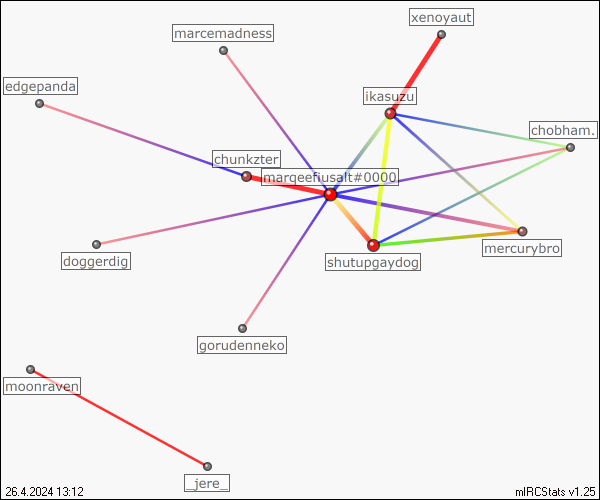 xenoyaut
marcemadness
edgepanda
ikasuzu
chobham.
chunkzter
marqeefiusalt#0000
mercurybro
doggerdig
shutupgaydog
gorudenneko
moonraven
_jere_
26.4.2024 13:12
mIRCStats v1.25